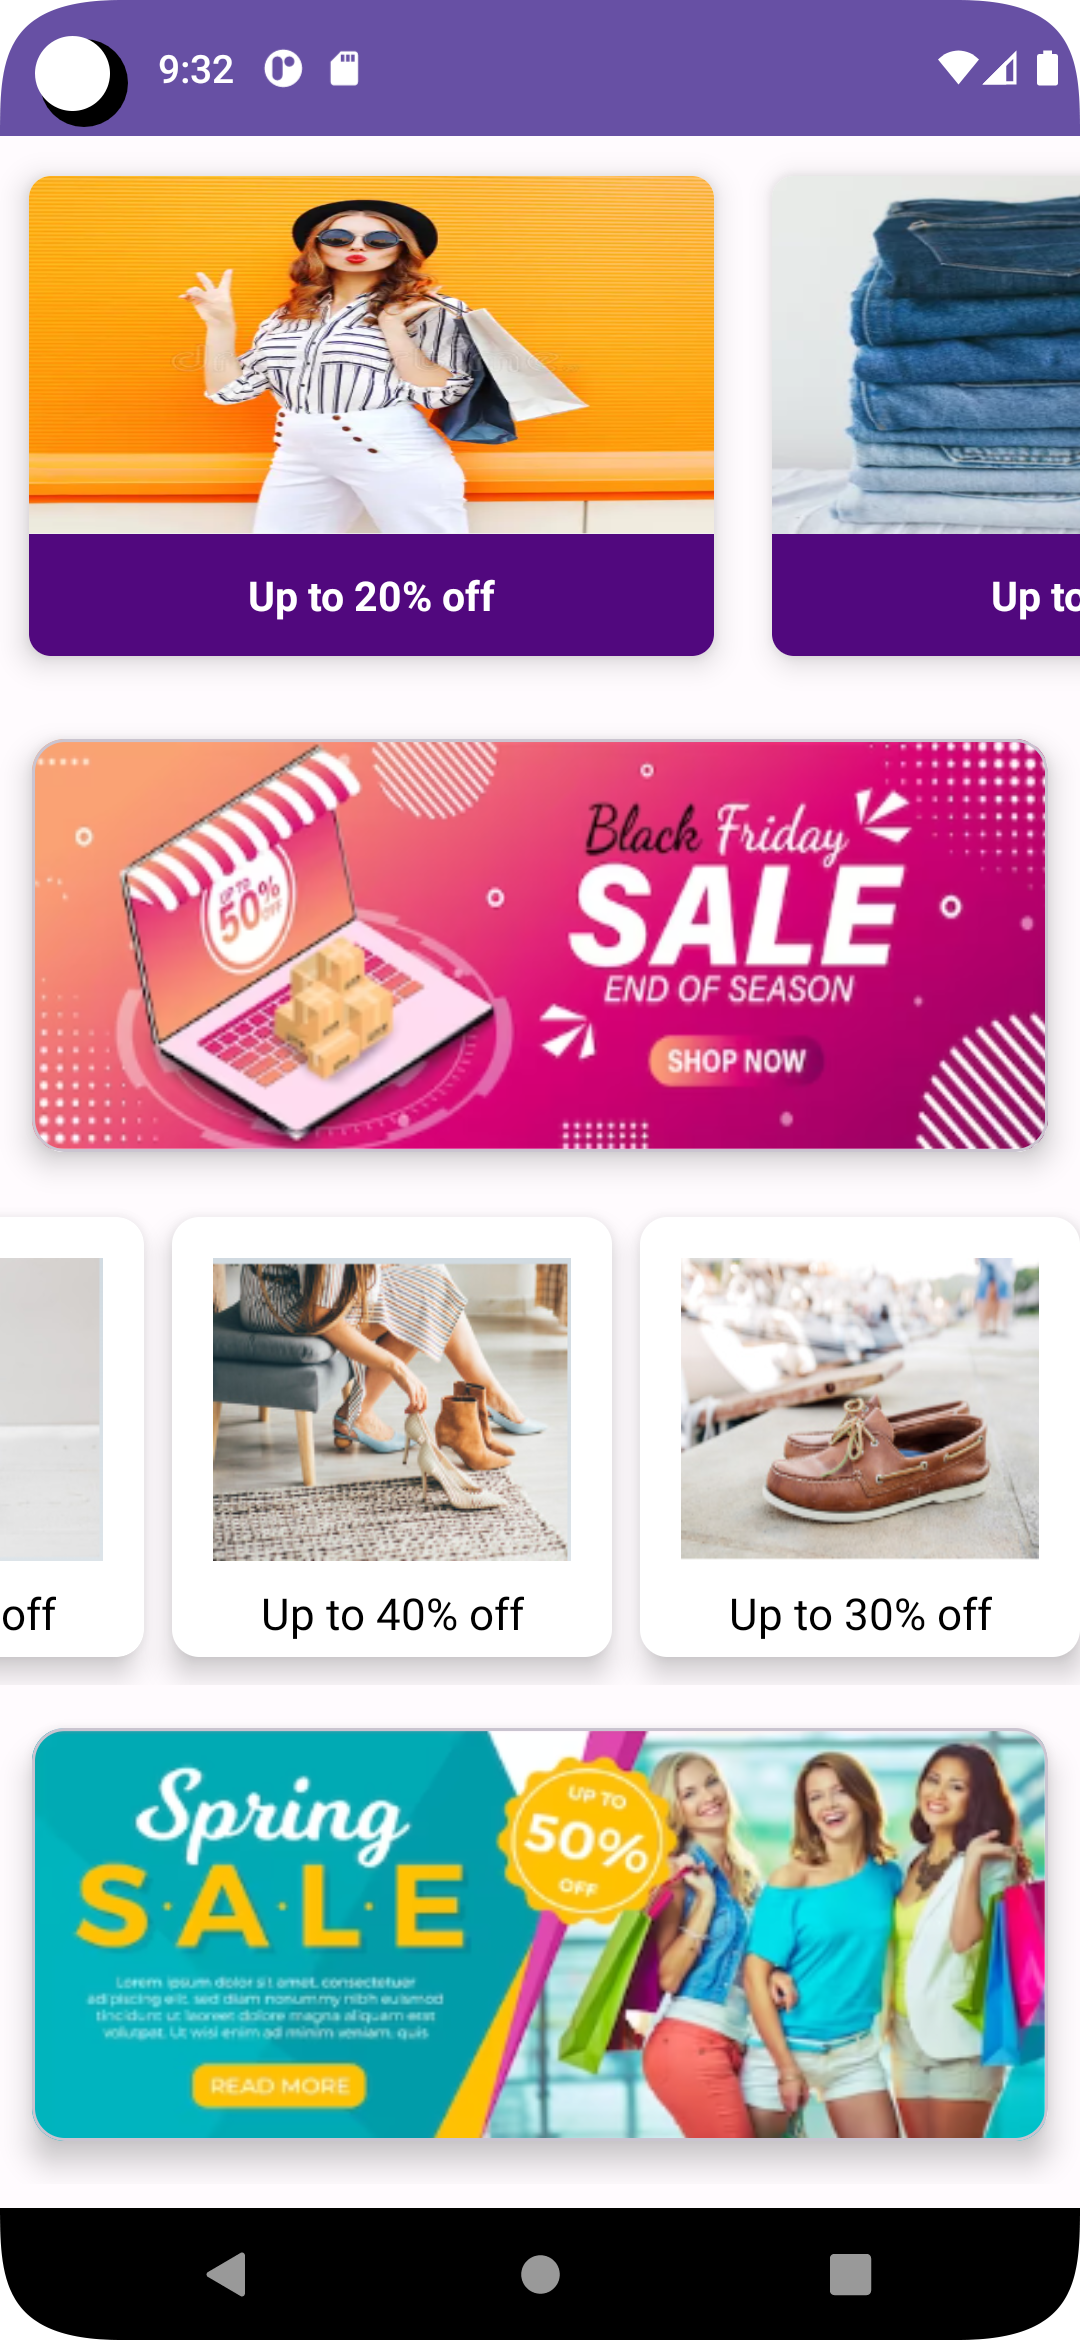 9:32
Up to 20% off
Up to
Black Friday
SALE
END OF SEASON
SHOP NOW
UP TO
50%
OFF
off
Up to 40% off
Up to 30% off
Spring
S·A·L·E
UP TO
50%
OFF
Lorem ipsum dolor sit amet, consectetuer
adipiscing elit, sed diam nonummy nibh euismod
tincidunt ut laoreet dolore magna aliquam erat
volutpat. Ut wisi enim ad minim veniam, quis
READ MORE